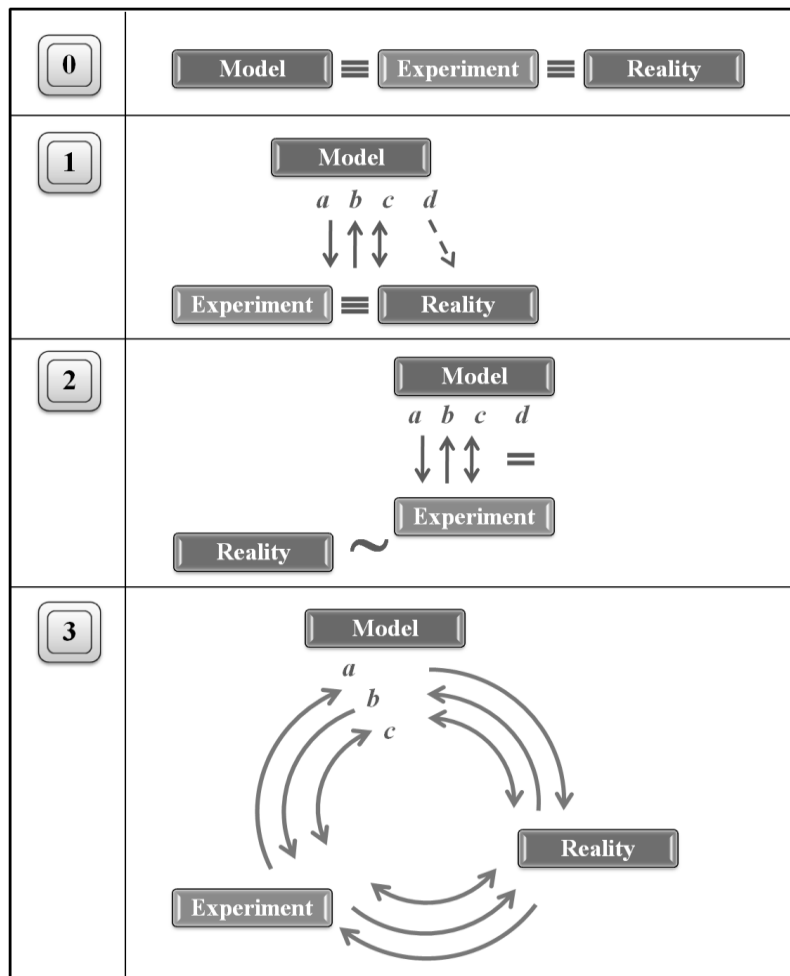 0
Model ≡ Experiment ≡ Reality
1
Model
a b c d
Experiment ≡ Reality
2
Model
a b c d
=
Experiment
Reality ~
3
Model
a
b
c
Reality
Experiment